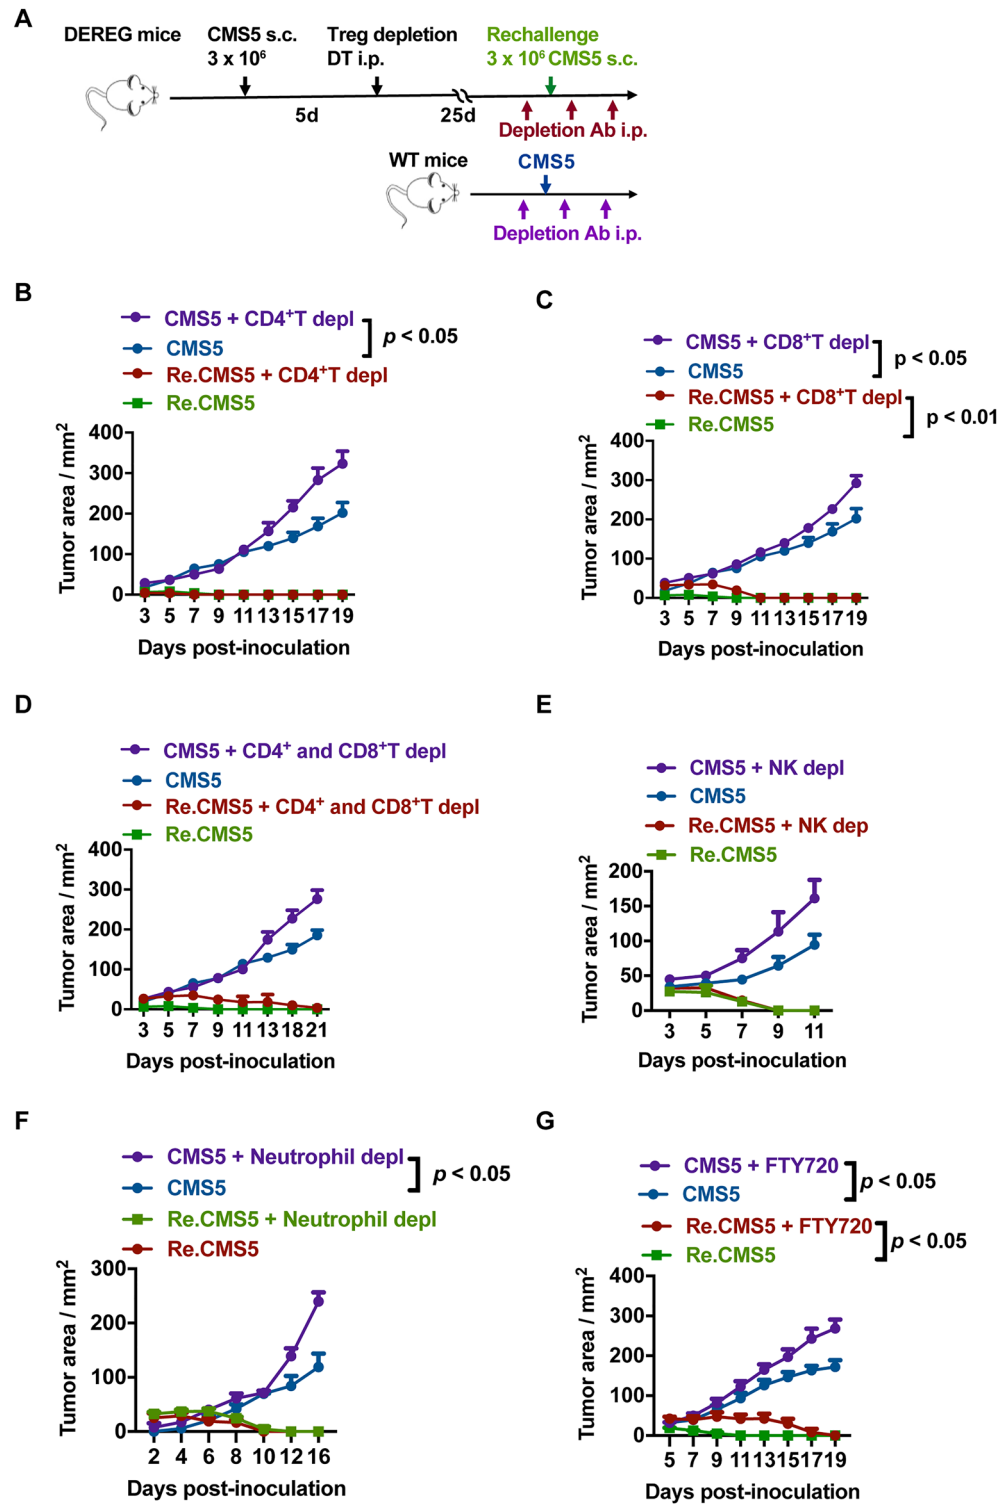 A
DEREG mice
CMS5 s.c.
3 x 10⁶
Treg depletion
DT i.p.
Rechallenge
3 x 10⁶ CMS5 s.c.
5d
25d
Depletion Ab i.p.
WT mice
CMS5
Depletion Ab i.p.
B
CMS5 + CD4⁺T depl
CMS5
Re.CMS5 + CD4⁺T depl
Re.CMS5
p < 0.05
Tumor area / mm²
400
300
200
100
0
3 5 7 9 11 13 15 17 19
Days post-inoculation
C
CMS5 + CD8⁺T depl
CMS5
Re.CMS5 + CD8⁺T depl
Re.CMS5
p < 0.05
p < 0.01
Tumor area / mm²
400
300
200
100
0
3 5 7 9 11 13 15 17 19
Days post-inoculation
D
CMS5 + CD4⁺ and CD8⁺T depl
CMS5
Re.CMS5 + CD4⁺ and CD8⁺T depl
Re.CMS5
Tumor area / mm²
400
300
200
100
0
3 5 7 9 11 13 18 21
Days post-inoculation
E
CMS5 + NK depl
CMS5
Re.CMS5 + NK dep
Re.CMS5
Tumor area / mm²
200
150
100
50
0
3 5 7 9 11
Days post-inoculation
F
CMS5 + Neutrophil depl
CMS5
Re.CMS5 + Neutrophil depl
Re.CMS5
p < 0.05
Tumor area / mm²
300
200
100
0
2 4 6 8 10 12 16
Days post-inoculation
G
CMS5 + FTY720
CMS5
Re.CMS5 + FTY720
Re.CMS5
p < 0.05
p < 0.05
Tumor area / mm²
400
300
200
100
0
5 7 9 11 13 15 17 19
Days post-inoculation